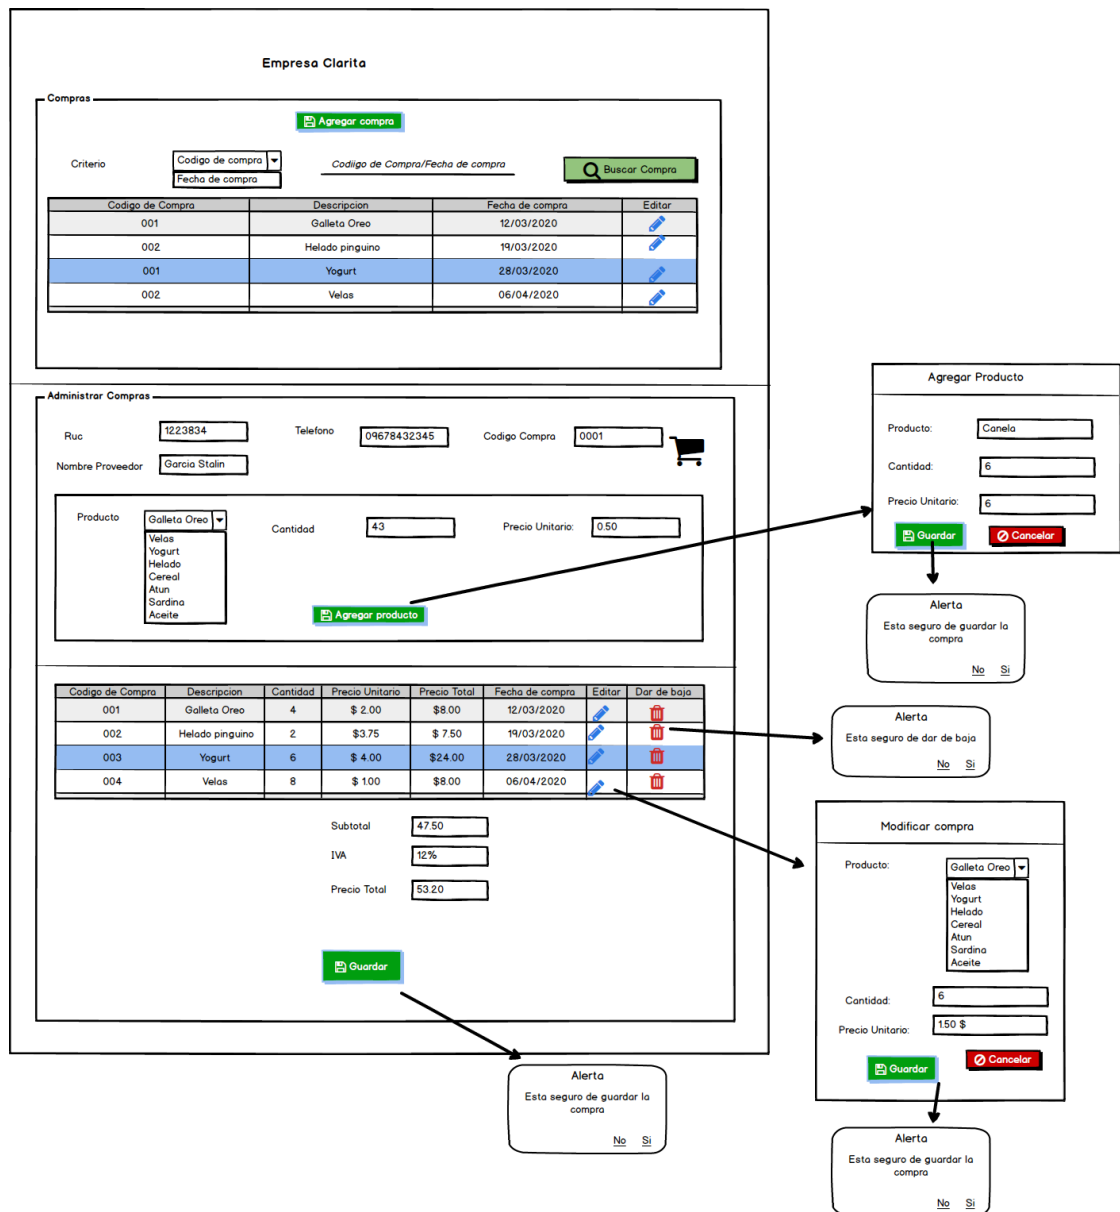 Empresa Clarita
Compras
Agregar compra
Criterio
Codigo de compra
Fecha de compra
Codiigo de Compra/Fecha de compra
Buscar Compra
Codigo de Compra Descripcion Fecha de compra Editar
001 Galleta Oreo 12/03/2020
002 Helado pinguino 19/03/2020
001 Yogurt 28/03/2020
002 Velas 06/04/2020
Administrar Compras
Ruc 1223834 Telefono 09678432345 Codigo Compra 0001
Nombre Proveedor Garcia Stalin
Producto Galleta Oreo Cantidad 43 Precio Unitario: 0.50
Velas
Yogurt
Helado
Cereal
Atun
Sardina
Aceite
Agregar producto
Codigo de Compra Descripcion Cantidad Precio Unitario Precio Total Fecha de compra Editar Dar de baja
001 Galleta Oreo 4 $ 2.00 $8.00 12/03/2020
002 Helado pinguino 2 $3.75 $ 7.50 19/03/2020
003 Yogurt 6 $ 4.00 $24.00 28/03/2020
004 Velas 8 $ 1.00 $8.00 06/04/2020
Subtotal 47.50
IVA 12%
Precio Total 53.20
Guardar
Alerta
Esta seguro de guardar la
compra
No Si
Agregar Producto
Producto: Canela
Cantidad: 6
Precio Unitario: 6
Guardar Cancelar
Alerta
Esta seguro de guardar la
compra
No Si
Alerta
Esta seguro de dar de baja
No Si
Modificar compra
Producto: Galleta Oreo
Velas
Yogurt
Helado
Cereal
Atun
Sardina
Aceite
Cantidad: 6
Precio Unitario: 1.50 $
Guardar Cancelar
Alerta
Esta seguro de guardar la
compra
No Si